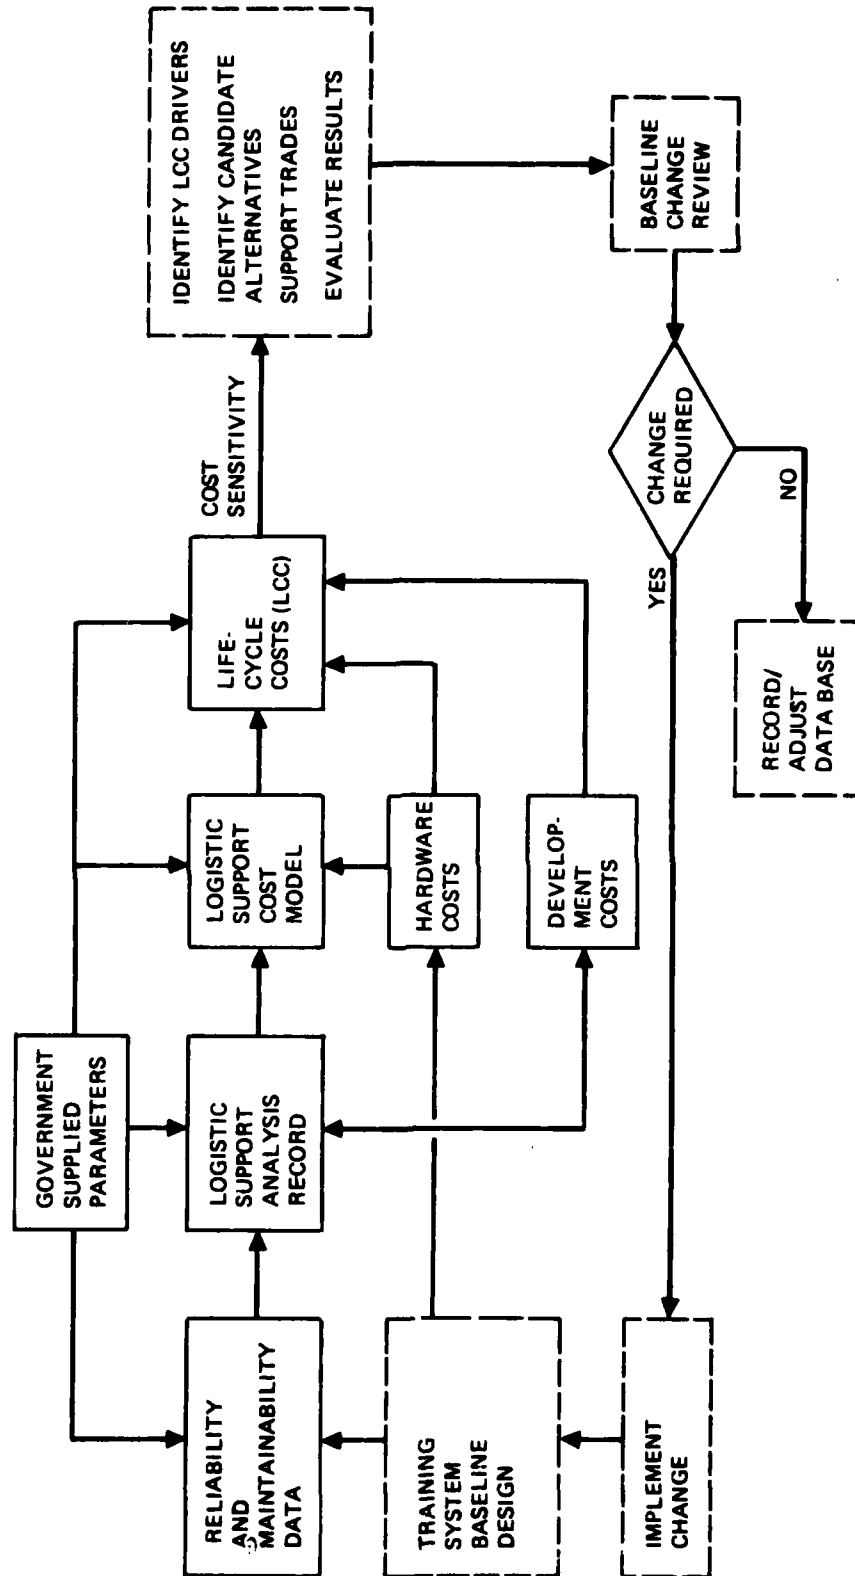 GOVERNMENT
SUPPLIED
PARAMETERS
RELIABILITY
AND
MAINTAINABILITY
DATA
LOGISTIC
SUPPORT
ANALYSIS
RECORD
LOGISTIC
SUPPORT
COST
MODEL
LIFE-
CYCLE
COSTS (LCC)
COST
SENSITIVITY
IDENTIFY LCC DRIVERS
IDENTIFY CANDIDATE
ALTERNATIVES
SUPPORT TRADES
EVALUATE RESULTS
TRAINING
SYSTEM
BASELINE
DESIGN
HARDWARE
COSTS
DEVELOP-
MENT
COSTS
BASELINE
CHANGE
REVIEW
CHANGE
REQUIRED
YES
NO
IMPLEMENT
CHANGE
RECORD/
ADJUST
DATA BASE